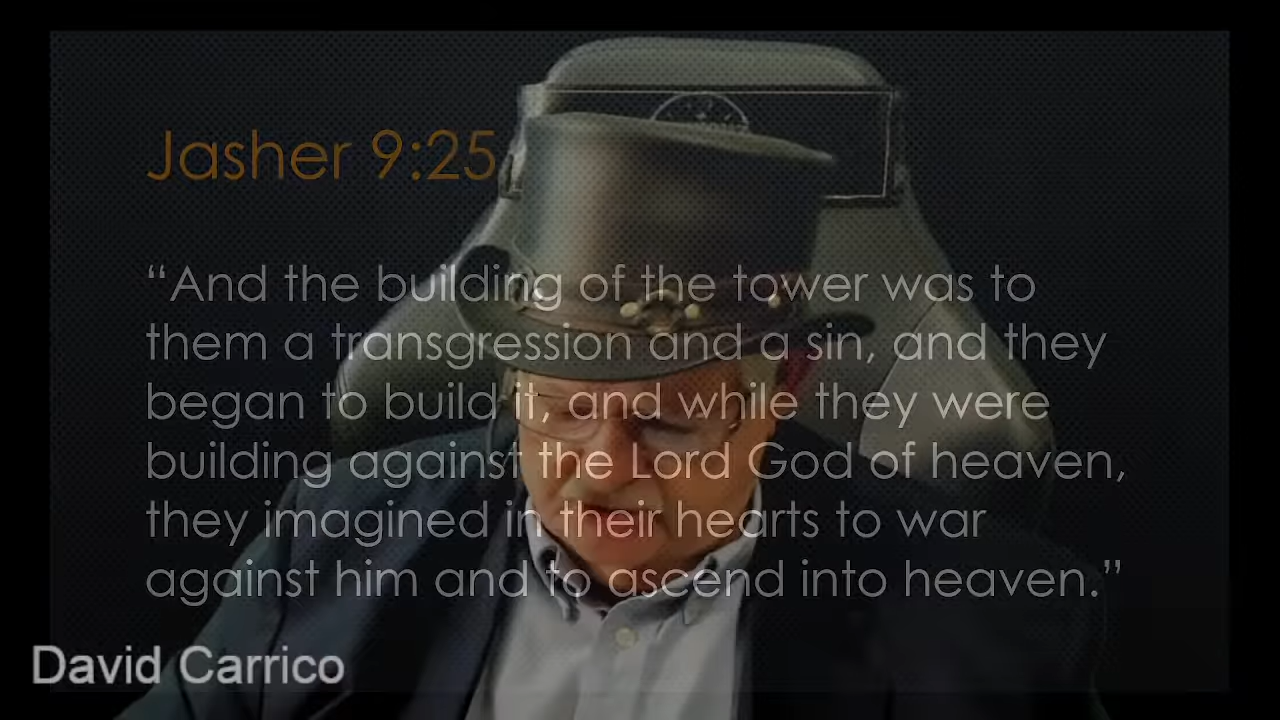 Jasher 9:25
“And the building of the tower was to
them a transgression and a sin, and they
began to build it, and while they were
building against the Lord God of heaven,
they imagined in their hearts to war
against him and to ascend into heaven.”
David Carrico